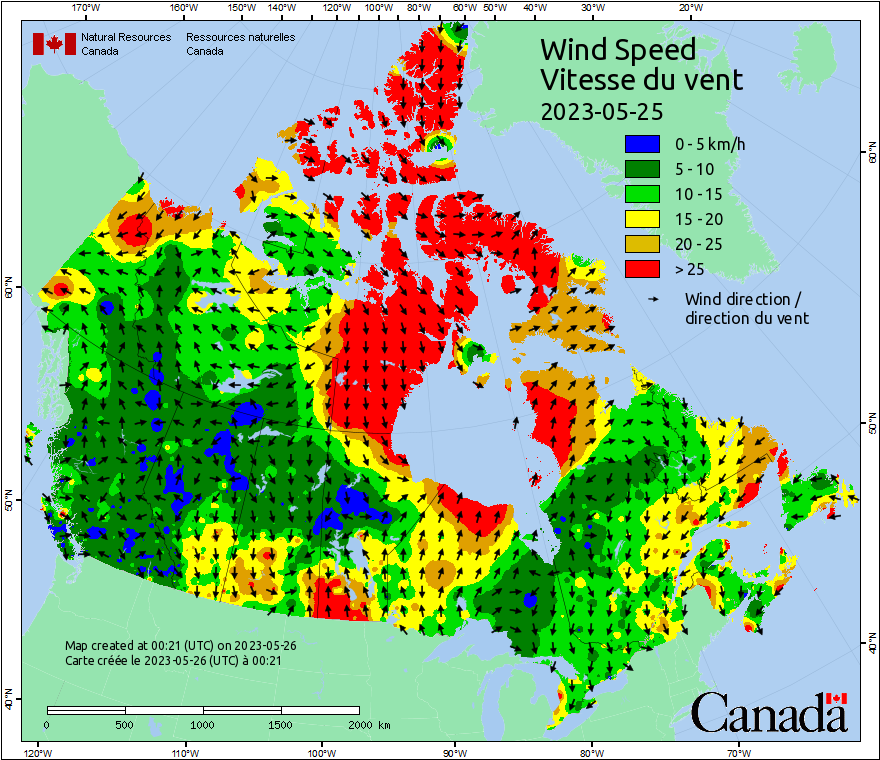 170°W 160°W 150°W 140°W 120°W 100°W 80°W 60°W 50°W 40°W 30°W 20°W
Natural Resources Ressources naturelles
Canada Canada
Wind Speed
Vitesse du vent
2023-05-25
0 - 5 km/h
5 - 10
10 - 15
15 - 20
20 - 25
> 25
Wind direction /
direction du vent
60°N
60°N
50°N
50°N
40°N
40°N
Map created at 00:21 (UTC) on 2023-05-26
Carte créée le 2023-05-26 (UTC) à 00:21
0 500 1000 1500 2000 km
Canada
120°W 110°W 100°W 90°W 80°W 70°W